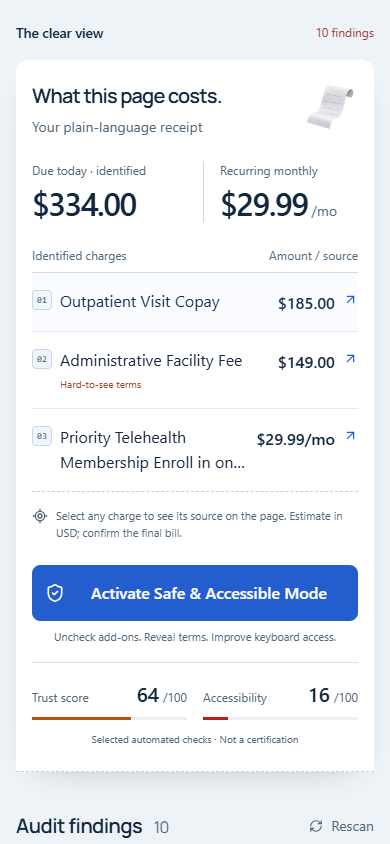 The clear view
10 findings
What this page costs.
Your plain-language receipt
Due today · identified
$334.00
Recurring monthly
$29.99 /mo
Identified charges
Amount / source
01 Outpatient Visit Copay $185.00
02 Administrative Facility Fee $149.00
Hard-to-see terms
03 Priority Telehealth $29.99/mo
Membership Enroll in on...
Select any charge to see its source on the page. Estimate in
USD; confirm the final bill.
Activate Safe & Accessible Mode
Uncheck add-ons. Reveal terms. Improve keyboard access.
Trust score 64 /100
Accessibility 16 /100
Selected automated checks · Not a certification
Audit findings 10
Rescan